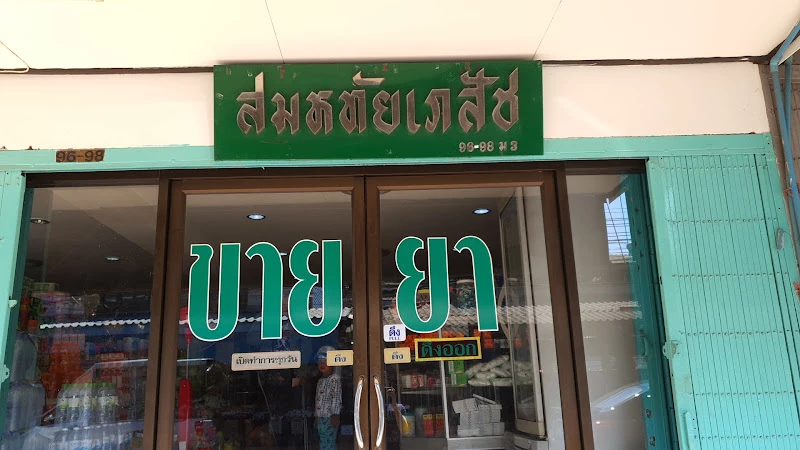 สมหทัยเภสัช
96-98 ม 3
96-98
ขาย ยา
ดึง
PULL
เปิดทำการทุกวัน
ดึง
ดึง
ดึงออก